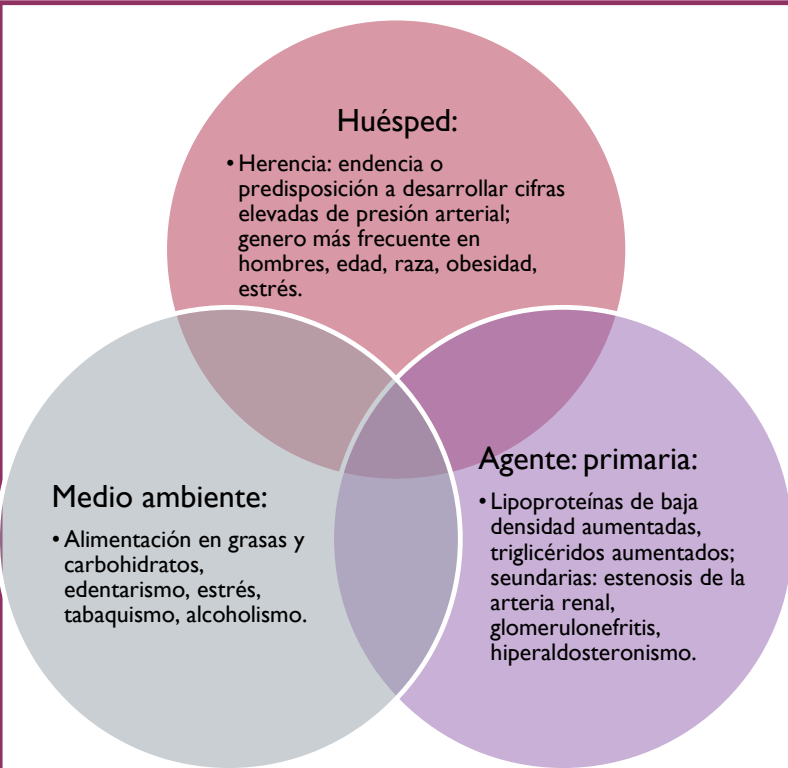 Huésped:
• Herencia: endencia o
predisposición a desarrollar cifras
elevadas de presión arterial;
genero más frecuente en
hombres, edad, raza, obesidad,
estrés.
Medio ambiente:
• Alimentación en grasas y
carbohidratos,
edentarismo, estrés,
tabaquismo, alcoholismo.
Agente: primaria:
• Lipoproteínas de baja
densidad aumentadas,
triglicéridos aumentados;
seundarias: estenosis de la
arteria renal,
glomerulonefritis,
hiperaldosteronismo.